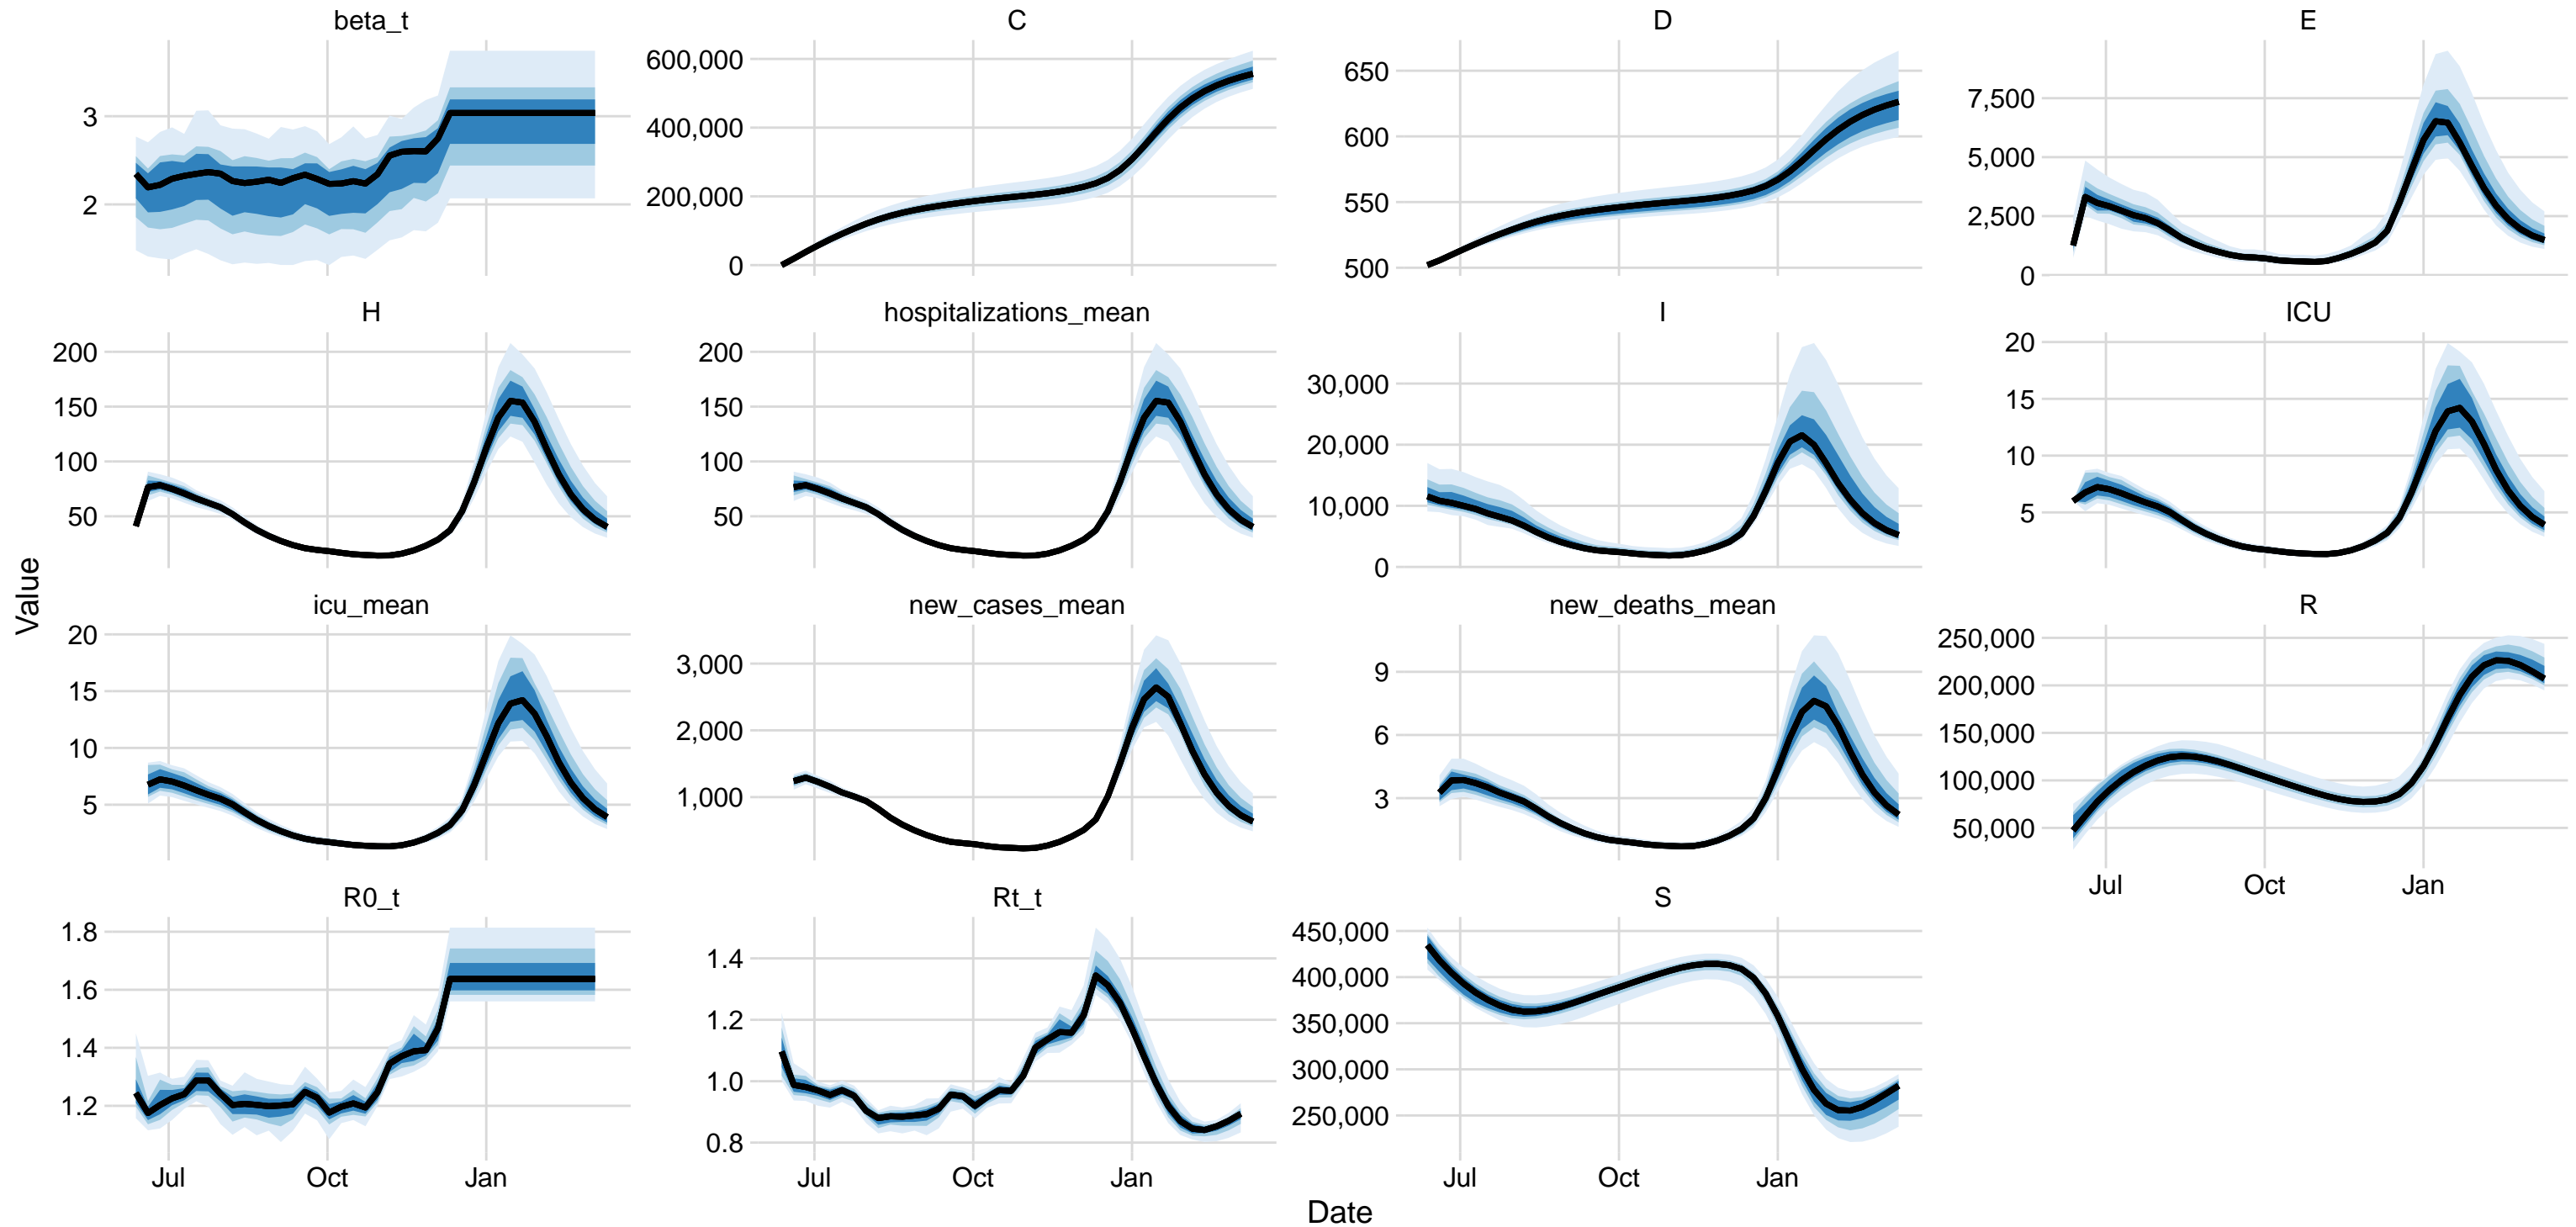 beta_t
C
D
E
3
2
600,000
400,000
200,000
0
650
600
550
500
7,500
5,000
2,500
0
H
hospitalizations_mean
I
ICU
200
150
100
50
200
150
100
50
30,000
20,000
10,000
0
20
15
10
5
Value
icu_mean
new_cases_mean
new_deaths_mean
R
20
15
10
5
3,000
2,000
1,000
9
6
3
250,000
200,000
150,000
100,000
50,000
Jul Oct Jan
R0_t
Rt_t
S
1.8
1.6
1.4
1.2
1.4
1.2
1.0
0.8
450,000
400,000
350,000
300,000
250,000
Jul Oct Jan
Jul Oct Jan
Jul Oct Jan
Date